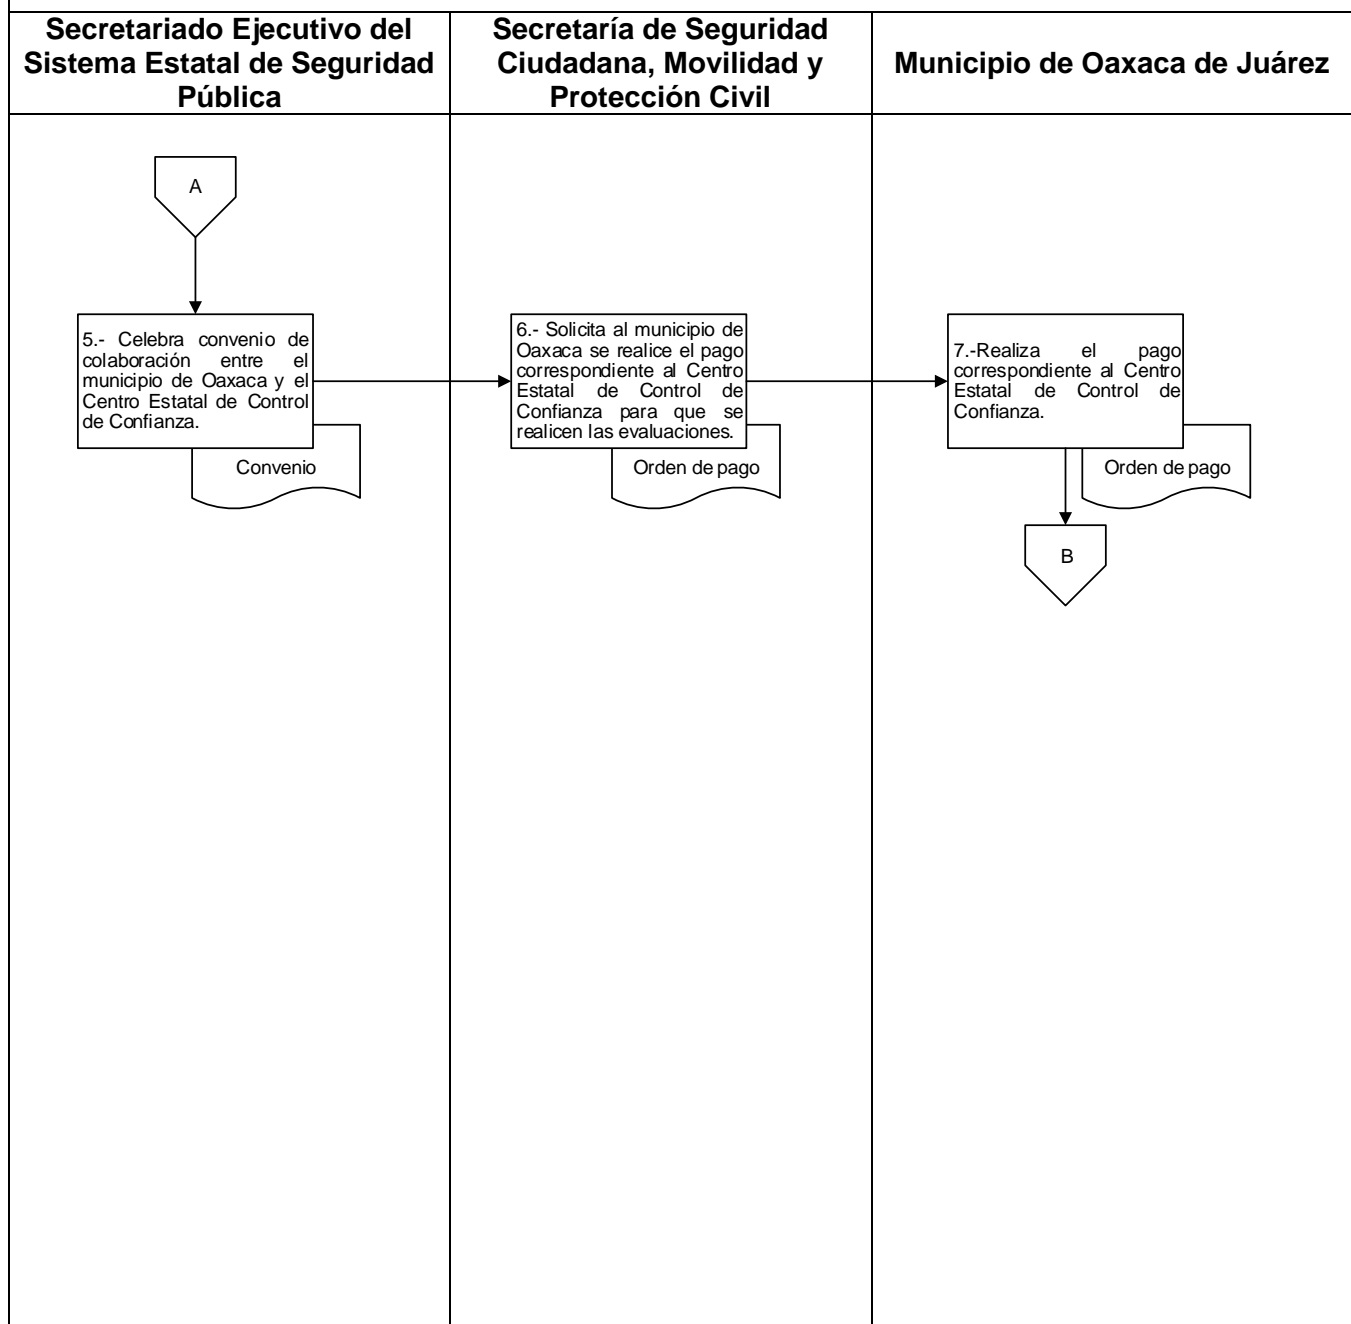 Secretariado Ejecutivo del
Sistema Estatal de Seguridad
Pública
Secretaría de Seguridad
Ciudadana, Movilidad y
Protección Civil
Municipio de Oaxaca de Juárez
A
5.- Celebra convenio de
colaboración entre el
municipio de Oaxaca y el
Centro Estatal de Control
de Confianza.
Convenio
6.- Solicita al municipio de
Oaxaca se realice el pago
correspondiente al Centro
Estatal de Control de
Confianza para que se
realicen las evaluaciones.
Orden de pago
7.-Realiza el pago
correspondiente al Centro
Estatal de Control de
Confianza.
Orden de pago
B